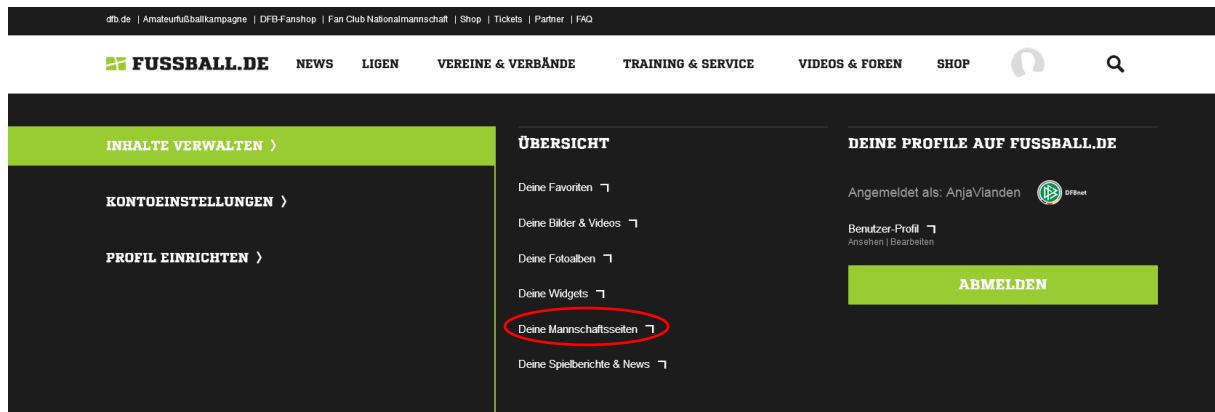 dfb.de | Amateurfußballkampagne | DFB-Fanshop | Fan Club Nationalmannschaft | Shop | Tickets | Partner | FAQ
FUSSBALL.DE NEWS LIGEN VEREINE & VERBÄNDE TRAINING & SERVICE VIDEOS & FOREN SHOP
INHALTE VERWALTEN
KONTOEINSTELLUNGEN
PROFIL EINRICHTEN
ÜBERSICHT
Deine Favoriten
Deine Bilder & Videos
Deine Fotoalben
Deine Widgets
Deine Mannschaftsseiten
Deine Spielberichte & News
DEINE PROFILE AUF FUSSBALL.DE
Angemeldet als: AnjaVianden DFBnet
Benutzer-Profil
Ansehen | Bearbeiten
ABMELDEN